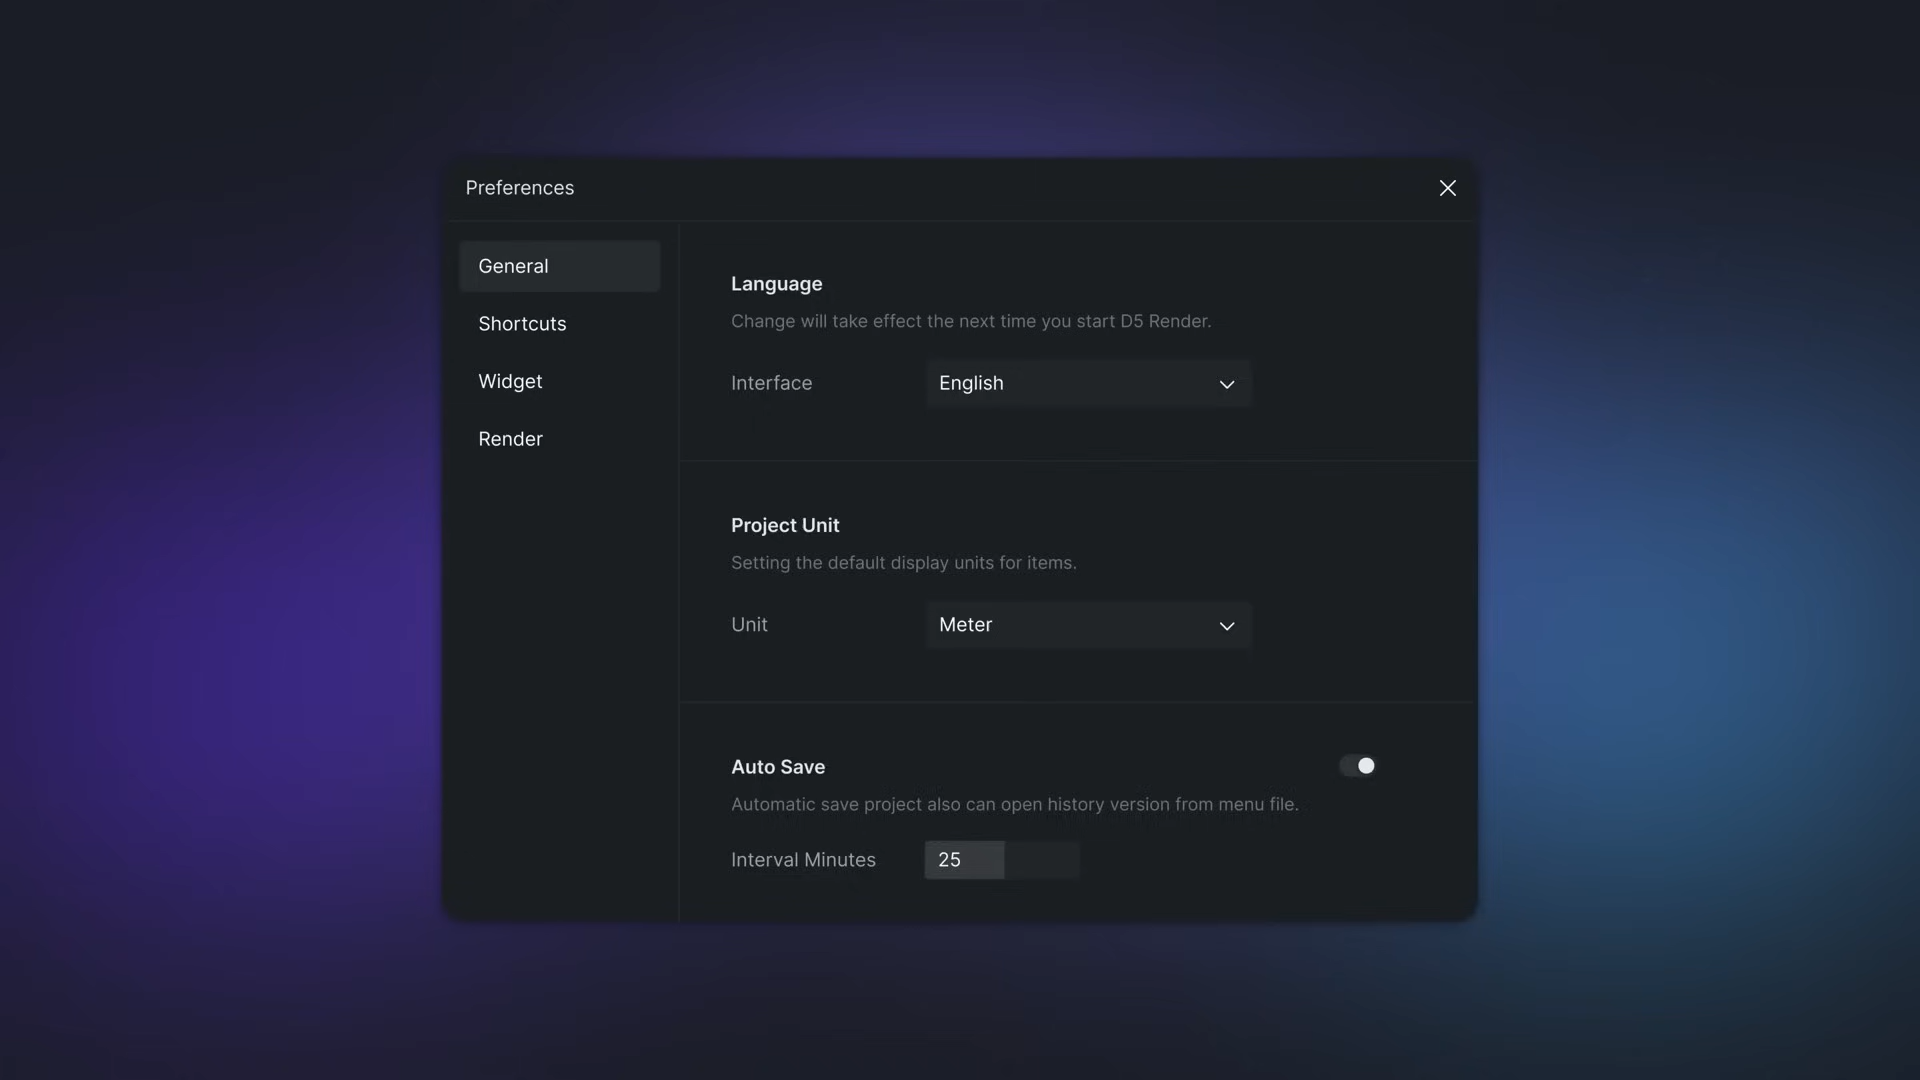 Preferences
General
Shortcuts
Widget
Render
Language
Change will take effect the next time you start D5 Render.
Interface
English
Project Unit
Setting the default display units for items.
Unit
Meter
Auto Save
Automatic save project also can open history version from menu file.
Interval Minutes
25